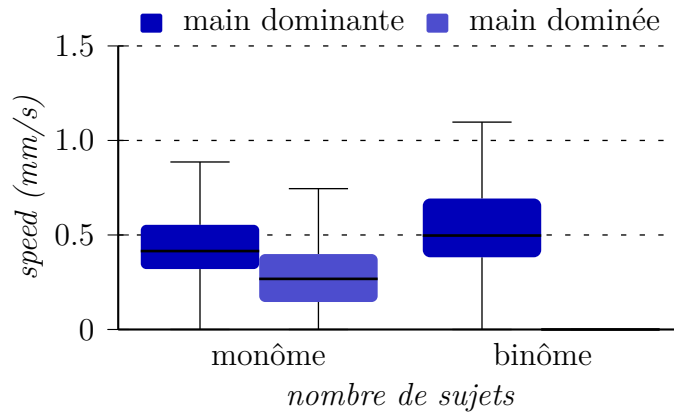 main dominante main dominée
1.5
1.0
0.5
0
speed (mm/s)
monôme binôme
nombre de sujets